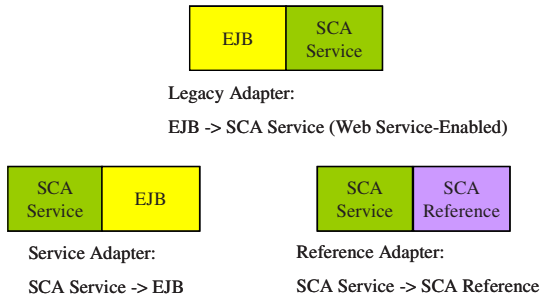 EJB
SCA
Service
Legacy Adapter:
EJB -> SCA Service (Web Service-Enabled)
SCA
Service
EJB
Service Adapter:
SCA Service -> EJB
SCA
Service
SCA
Reference
Reference Adapter:
SCA Service -> SCA Reference